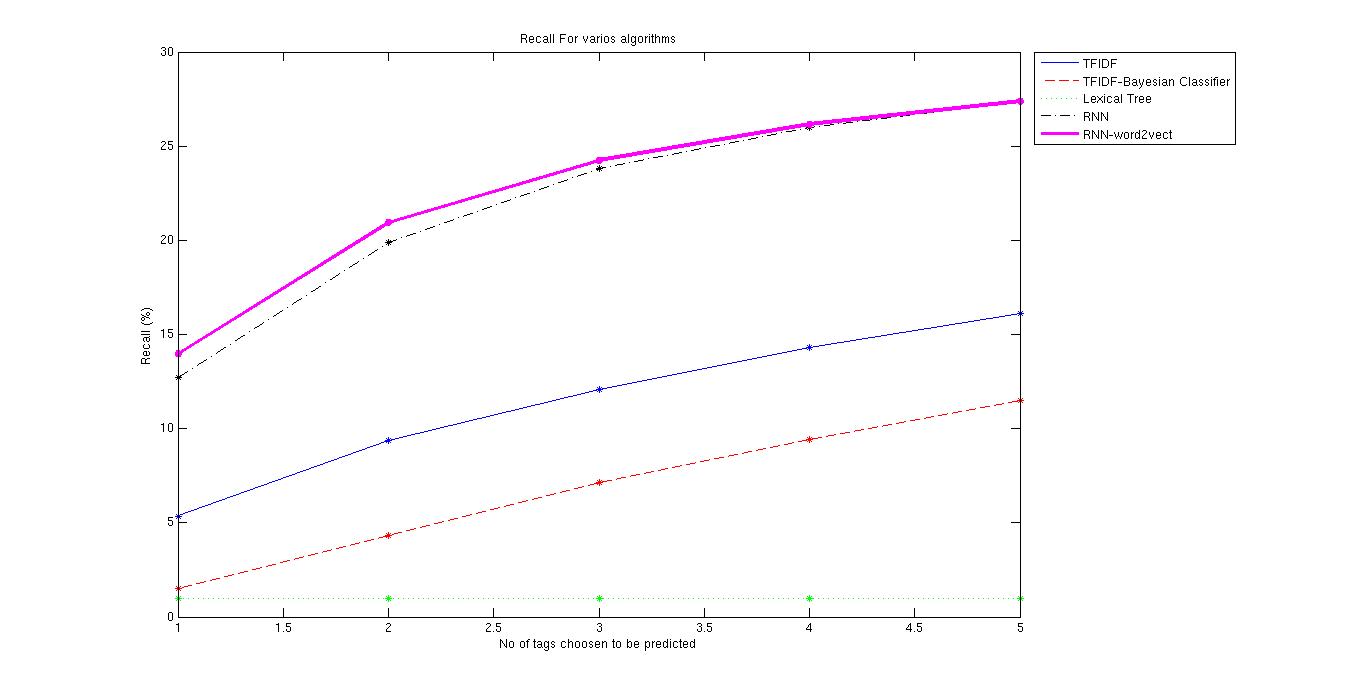 Recall For varios algorithms
30
25
20
15
10
5
0
Recall (%)
1
1.5
2
2.5
3
3.5
4
4.5
5
No of tags choosen to be predicted
TFIDF
TFIDF-Bayesian Classifier
Lexical Tree
RNN
RNN-word2vect